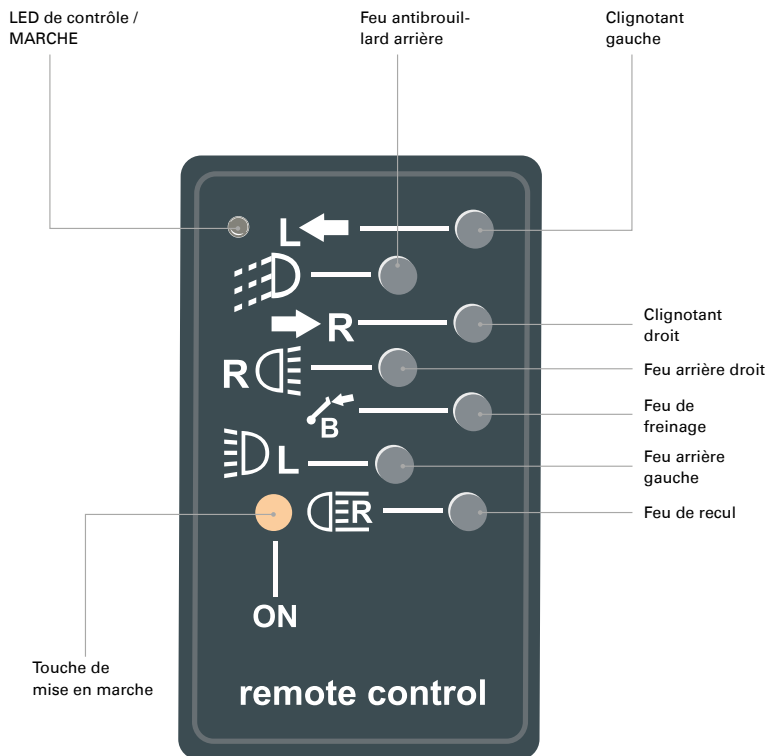 LED de contrôle /
MARCHE
Feu antibrouil-
lard arrière
Clignotant
gauche
L
R
Clignotant
droit
R
Feu arrière droit
B
Feu de
freinage
L
Feu arrière
gauche
R
Feu de recul
ON
Touche de
mise en marche
remote control